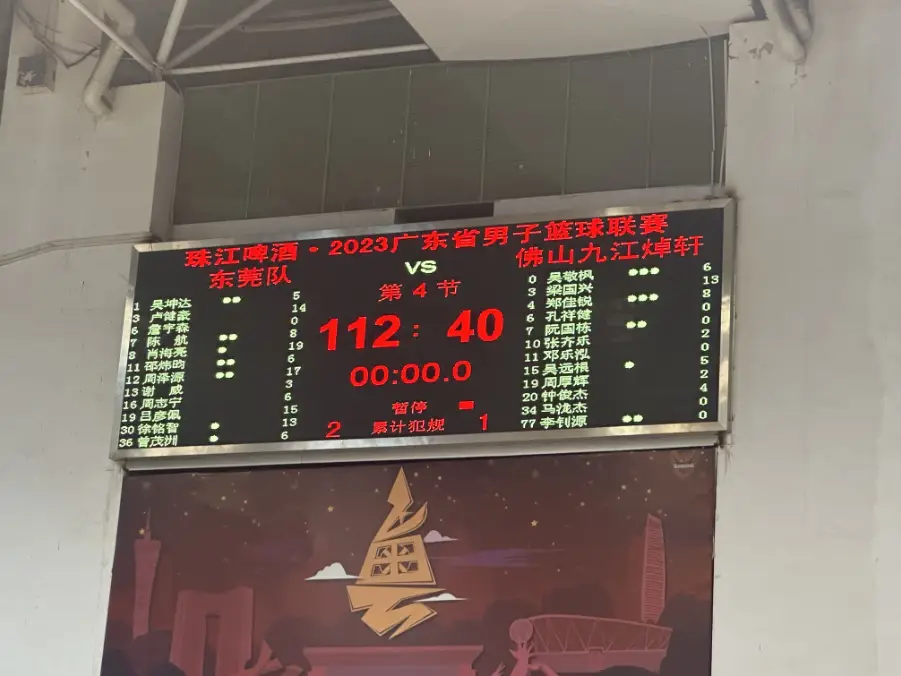 珠江啤酒·2023广东省男子篮球联赛
东莞队 VS 佛山九江焯轩
第 4 节
112 : 40
00:00.0
暂停
2 累计犯规 1
1 吴坤达 5
3 卢健豪 14
6 詹宇森 0
7 陈 航 8
8 肖海亮 19
11 邵炜昀 6
12 周泽源 17
13 谢 威 3
16 周志宁 6
19 吕彦佩 15
30 徐铭智 13
36 曾茂洲 6
0 吴敬枫 6
3 梁国兴 13
4 郑佳锐 8
6 孔祥健 0
7 阮国栋 0
10 张齐乐 2
11 邓乐泓 0
15 吴远根 5
19 周厚辉 2
20 钟俊杰 4
34 马泷杰 0
77 李钊源 0
粤